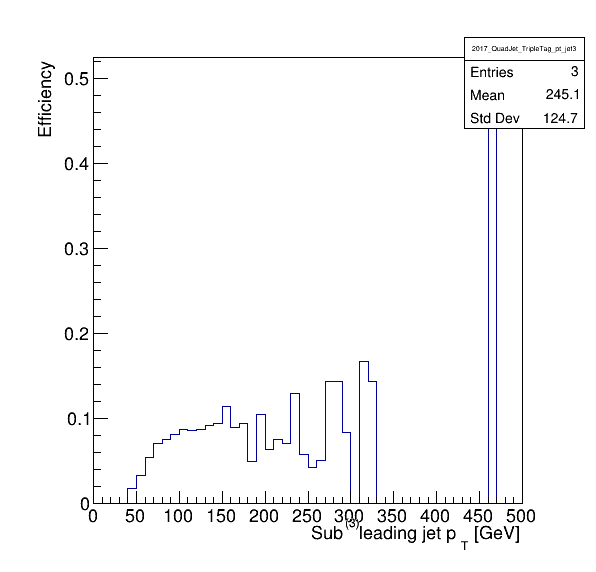 2017_QuadJet_TripleTag_pt_jet3
Entries 3
Mean 245.1
Std Dev 124.7
Efficiency
0.5
0.4
0.3
0.2
0.1
0
0 50 100 150 200 250 300 350 400 450 500
Sub(3)leading jet p T [GeV]